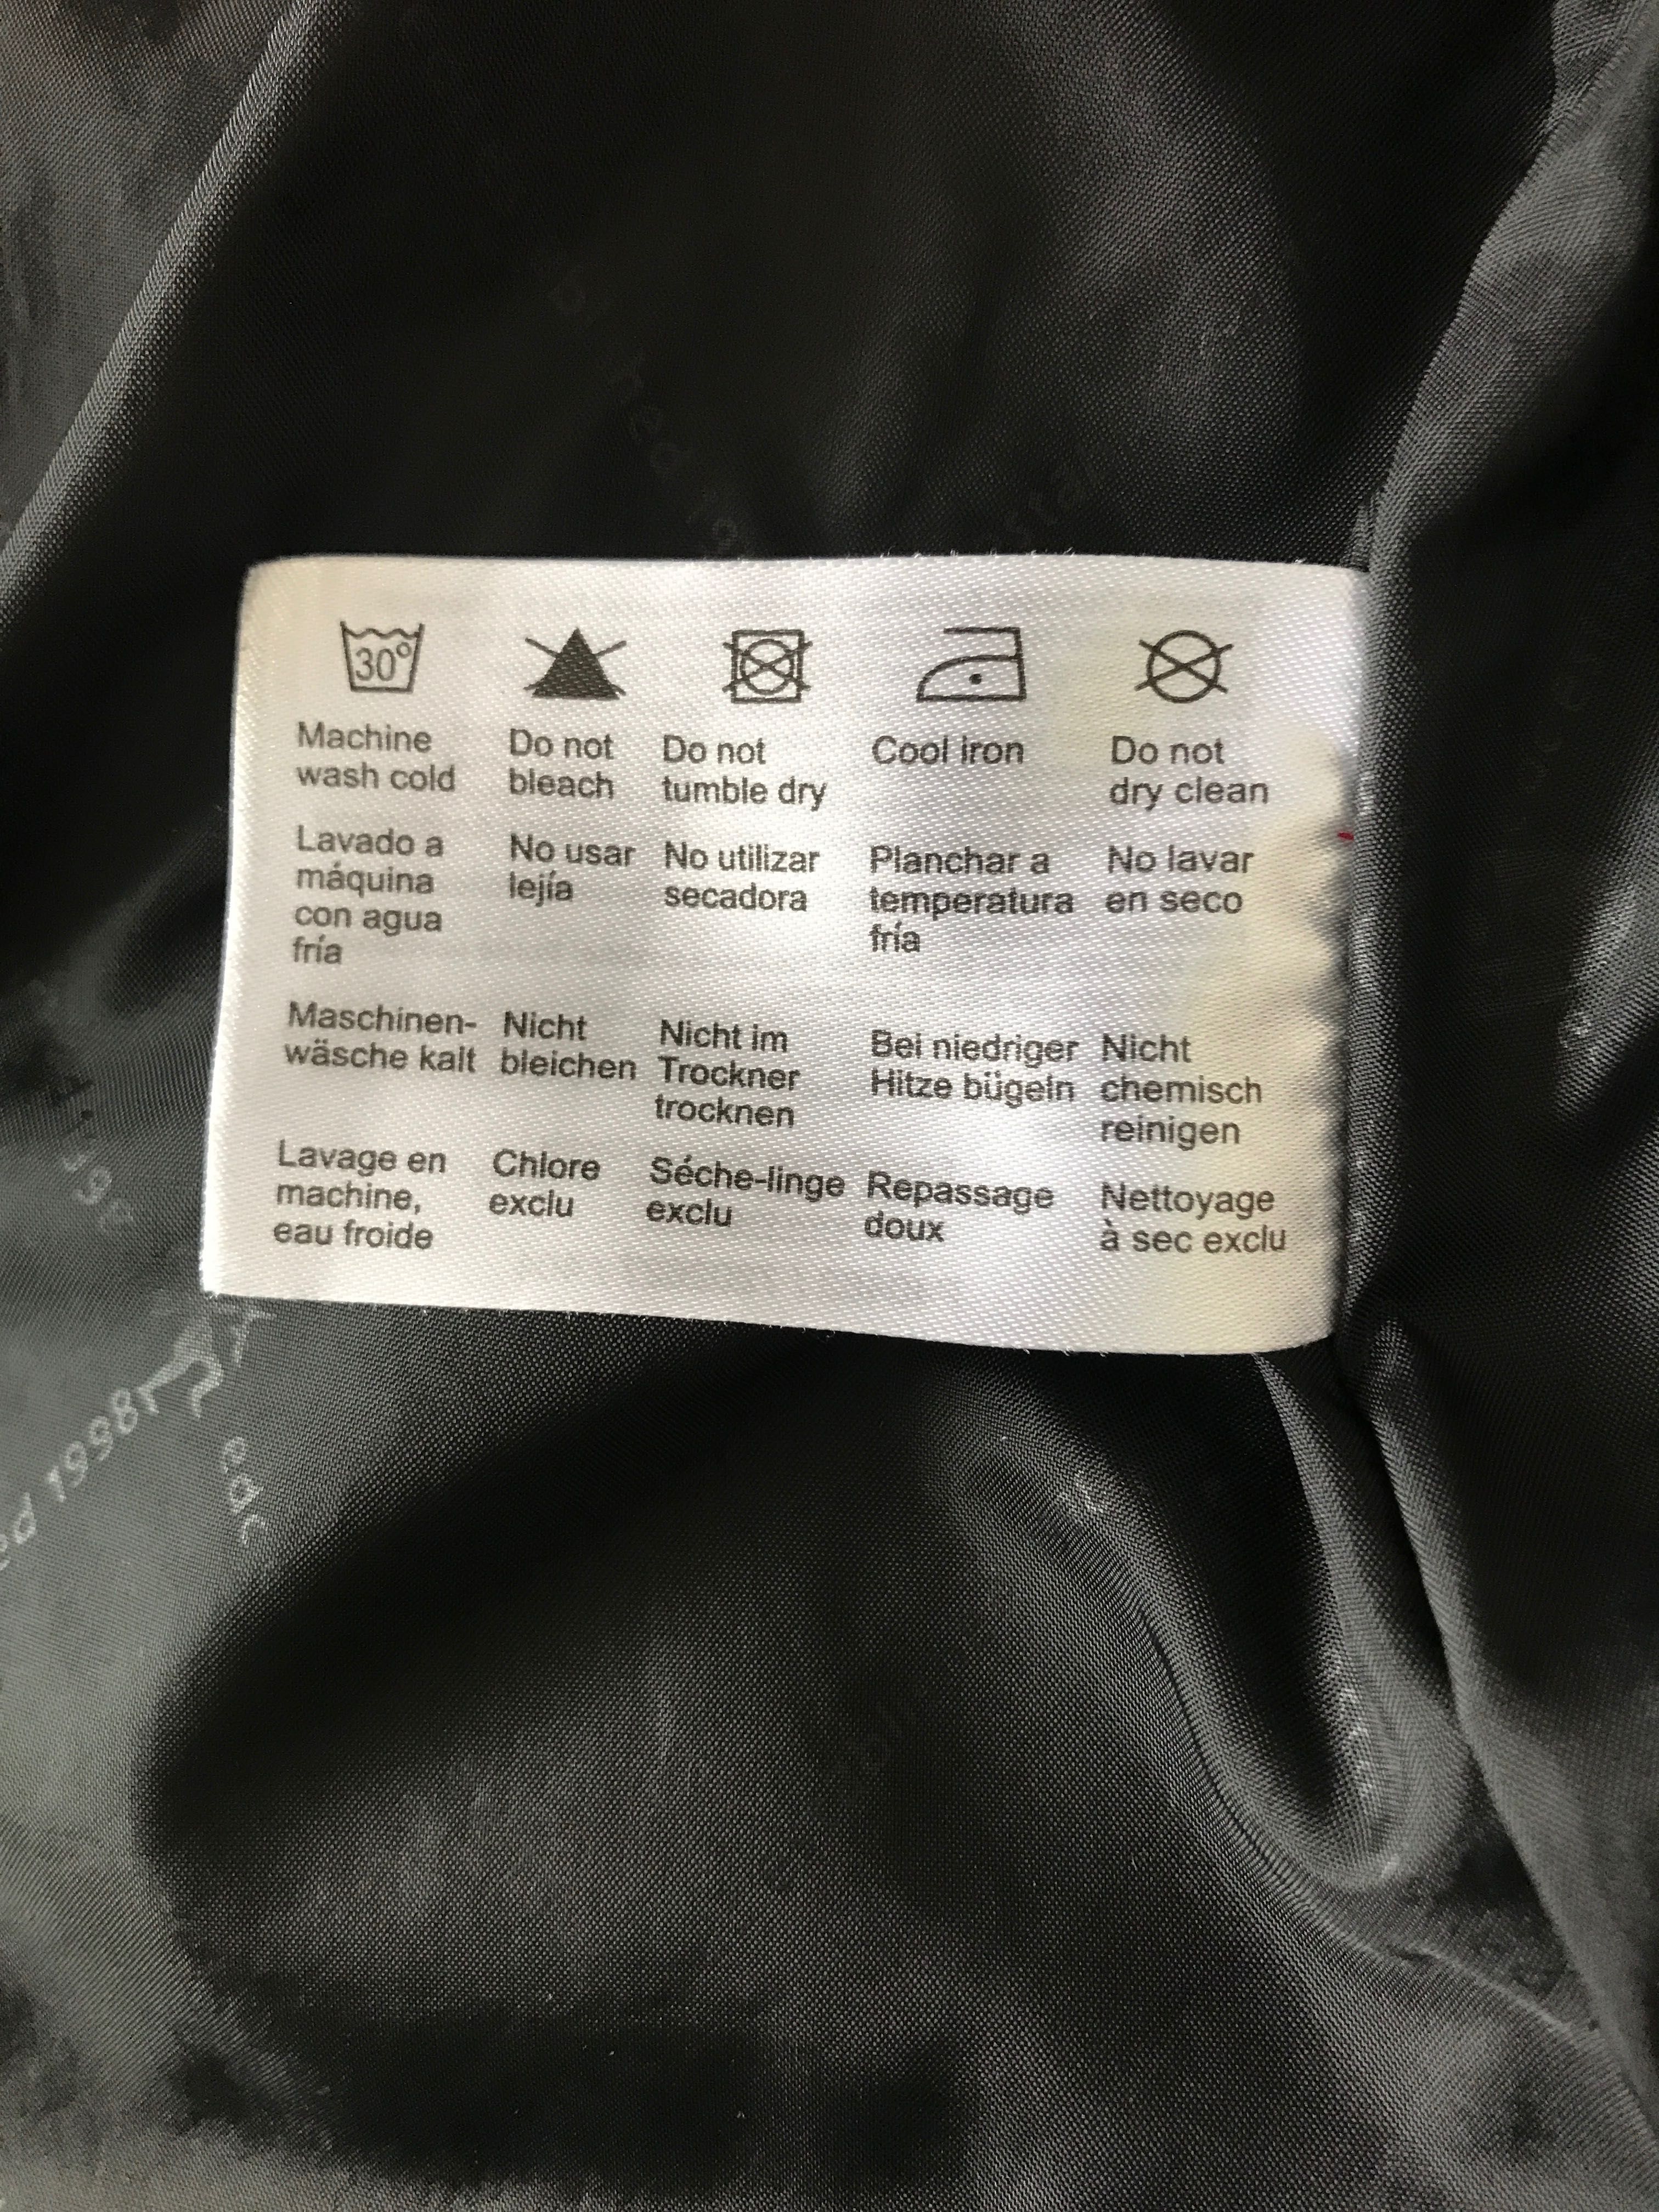 30°
Machine
wash cold
Do not
bleach
Do not
tumble dry
Cool iron
Do not
dry clean
Lavado a
máquina
con agua
fría
No usar
lejía
No utilizar
secadora
Planchar a
temperatura
fría
No lavar
en seco
Maschinen-
wäsche kalt
Nicht
bleichen
Nicht im
Trockner
trocknen
Bei niedriger
Hitze bügeln
Nicht
chemisch
reinigen
Lavage en
machine,
eau froide
Chlore
exclu
Séche-linge
exclu
Repassage
doux
Nettoyage
à sec exclu
ed 1998